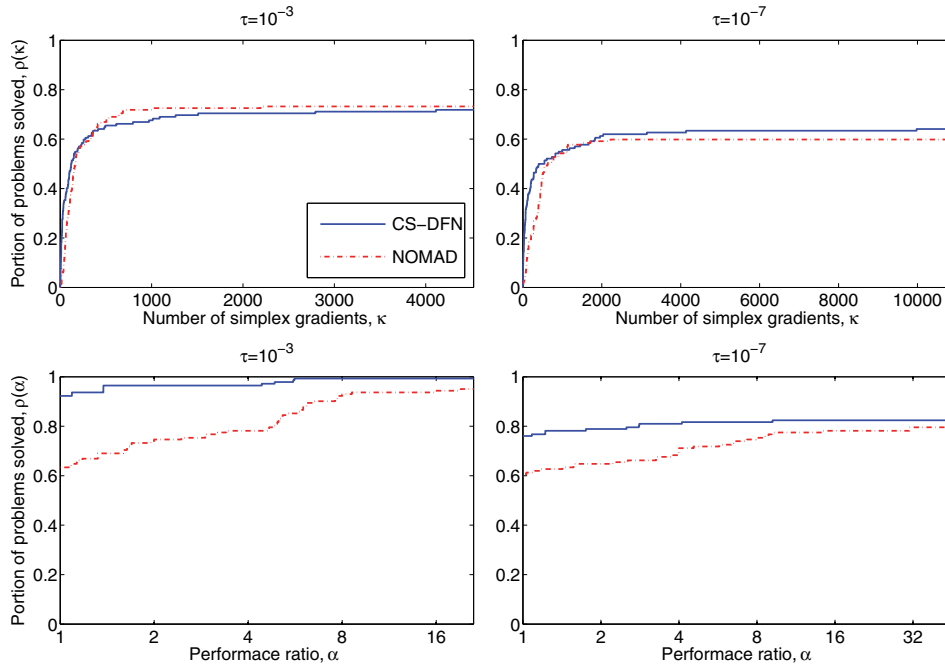 τ=10⁻³
Portion of problems solved, ρ(κ)
1
0.8
0.6
0.4
0.2
0
CS−DFN
NOMAD
0 1000 2000 3000 4000
Number of simplex gradients, κ
τ=10⁻⁷
1
0.8
0.6
0.4
0.2
0
0 2000 4000 6000 8000 10000
Number of simplex gradients, κ
τ=10⁻³
Portion of problems solved, ρ(α)
1
0.8
0.6
0.4
0.2
0
1 2 4 8 16
Performace ratio, α
τ=10⁻⁷
1
0.8
0.6
0.4
0.2
0
1 2 4 8 16 32
Performace ratio, α